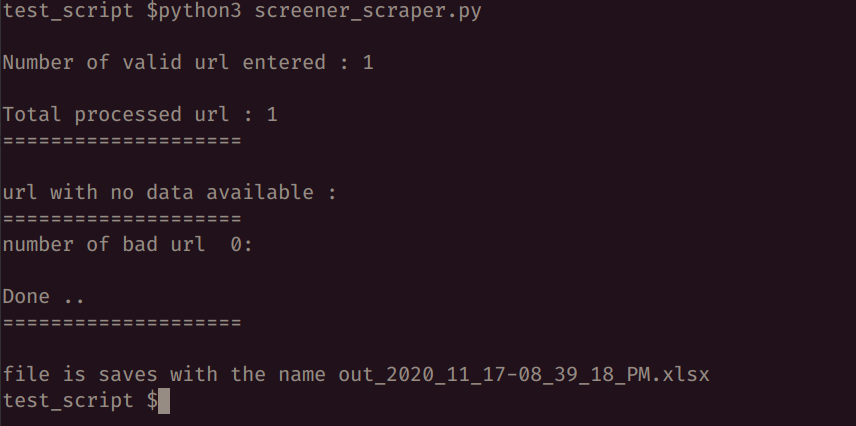 test_script $python3 screener_scraper.py
Number of valid url entered : 1
Total processed url : 1
====================
url with no data available :
====================
number of bad url  0:
Done ..
====================
file is saves with the name out_2020_11_17-08_39_18_PM.xlsx
test_script $